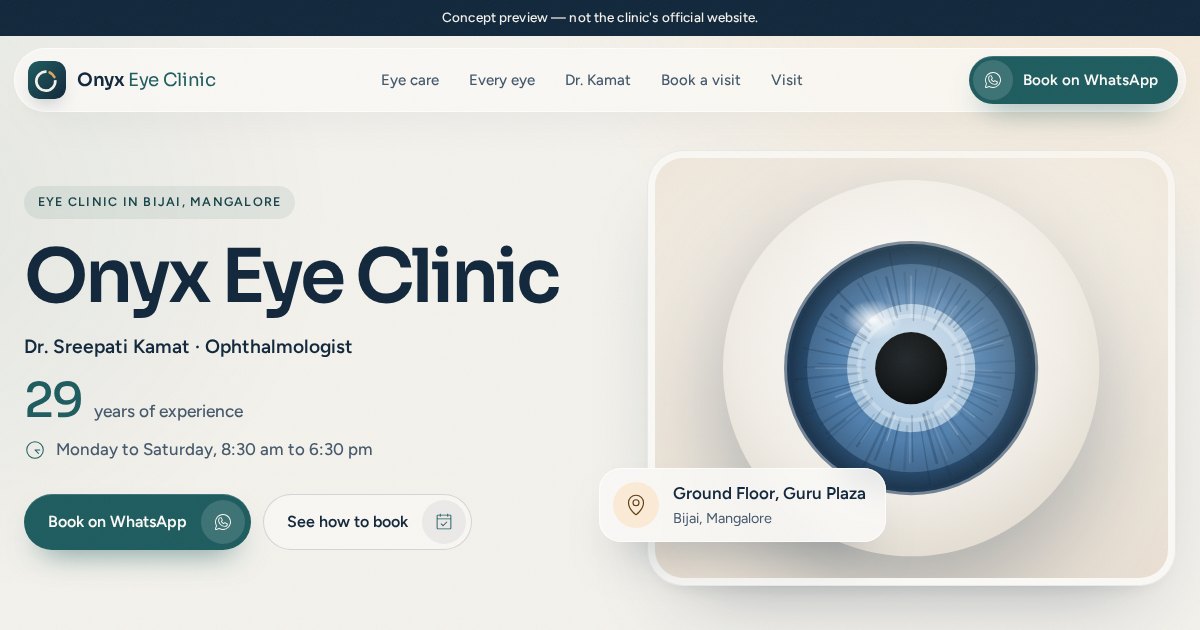 Concept preview — not the clinic's official website.
Onyx Eye Clinic
Eye care
Every eye
Dr. Kamat
Book a visit
Visit
Book on WhatsApp
EYE CLINIC IN BIJAI, MANGALORE
Onyx Eye Clinic
Dr. Sreepati Kamat · Ophthalmologist
29 years of experience
Monday to Saturday, 8:30 am to 6:30 pm
Book on WhatsApp
See how to book
Ground Floor, Guru Plaza
Bijai, Mangalore